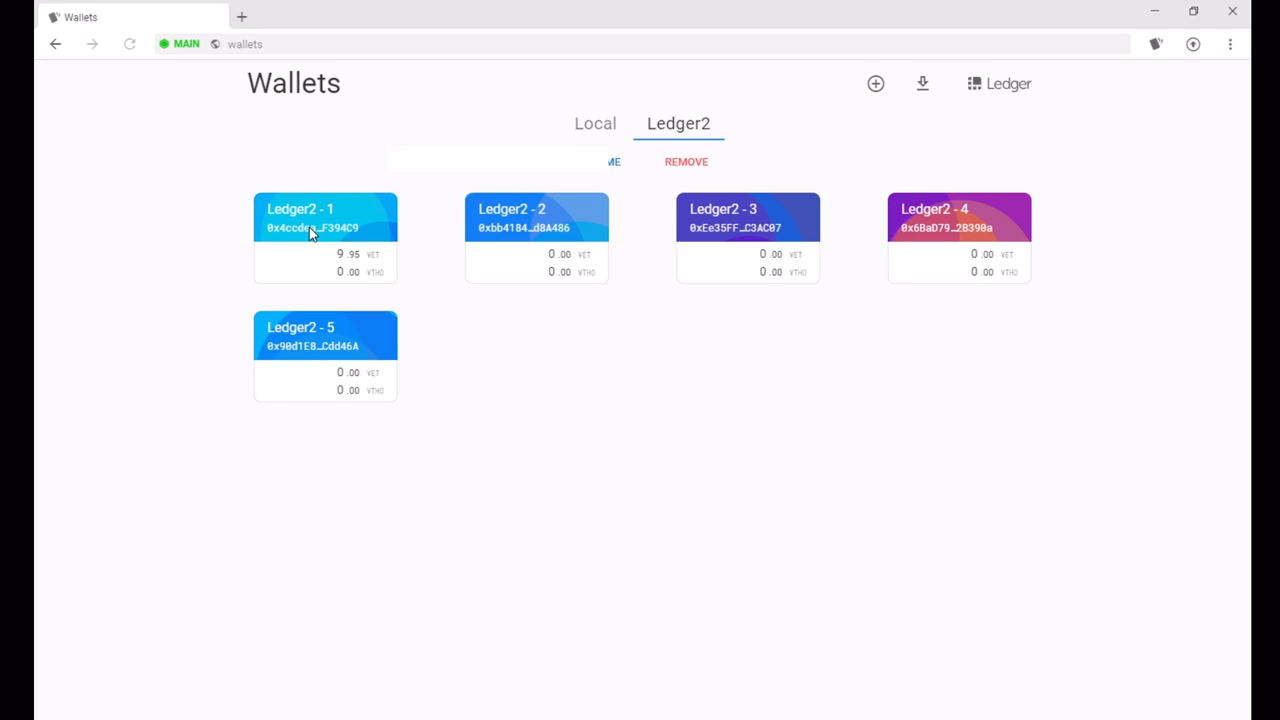 Wallets
MAIN wallets
Wallets
Ledger
Local Ledger2
ME REMOVE
Ledger2 - 1 Ledger2 - 2 Ledger2 - 3 Ledger2 - 4
0xbb4184…d8A486 0xEe35FF…C3AC07 0x6BaD79…2B390a
9.95 VET 0.00 VET 0.00 VET 0.00 VET
0.00 VTHO 0.00 VTHO 0.00 VTHO 0.00 VTHO
Ledger2 - 5
0x90d1E8…Cdd46A
0.00 VET
0.00 VTHO